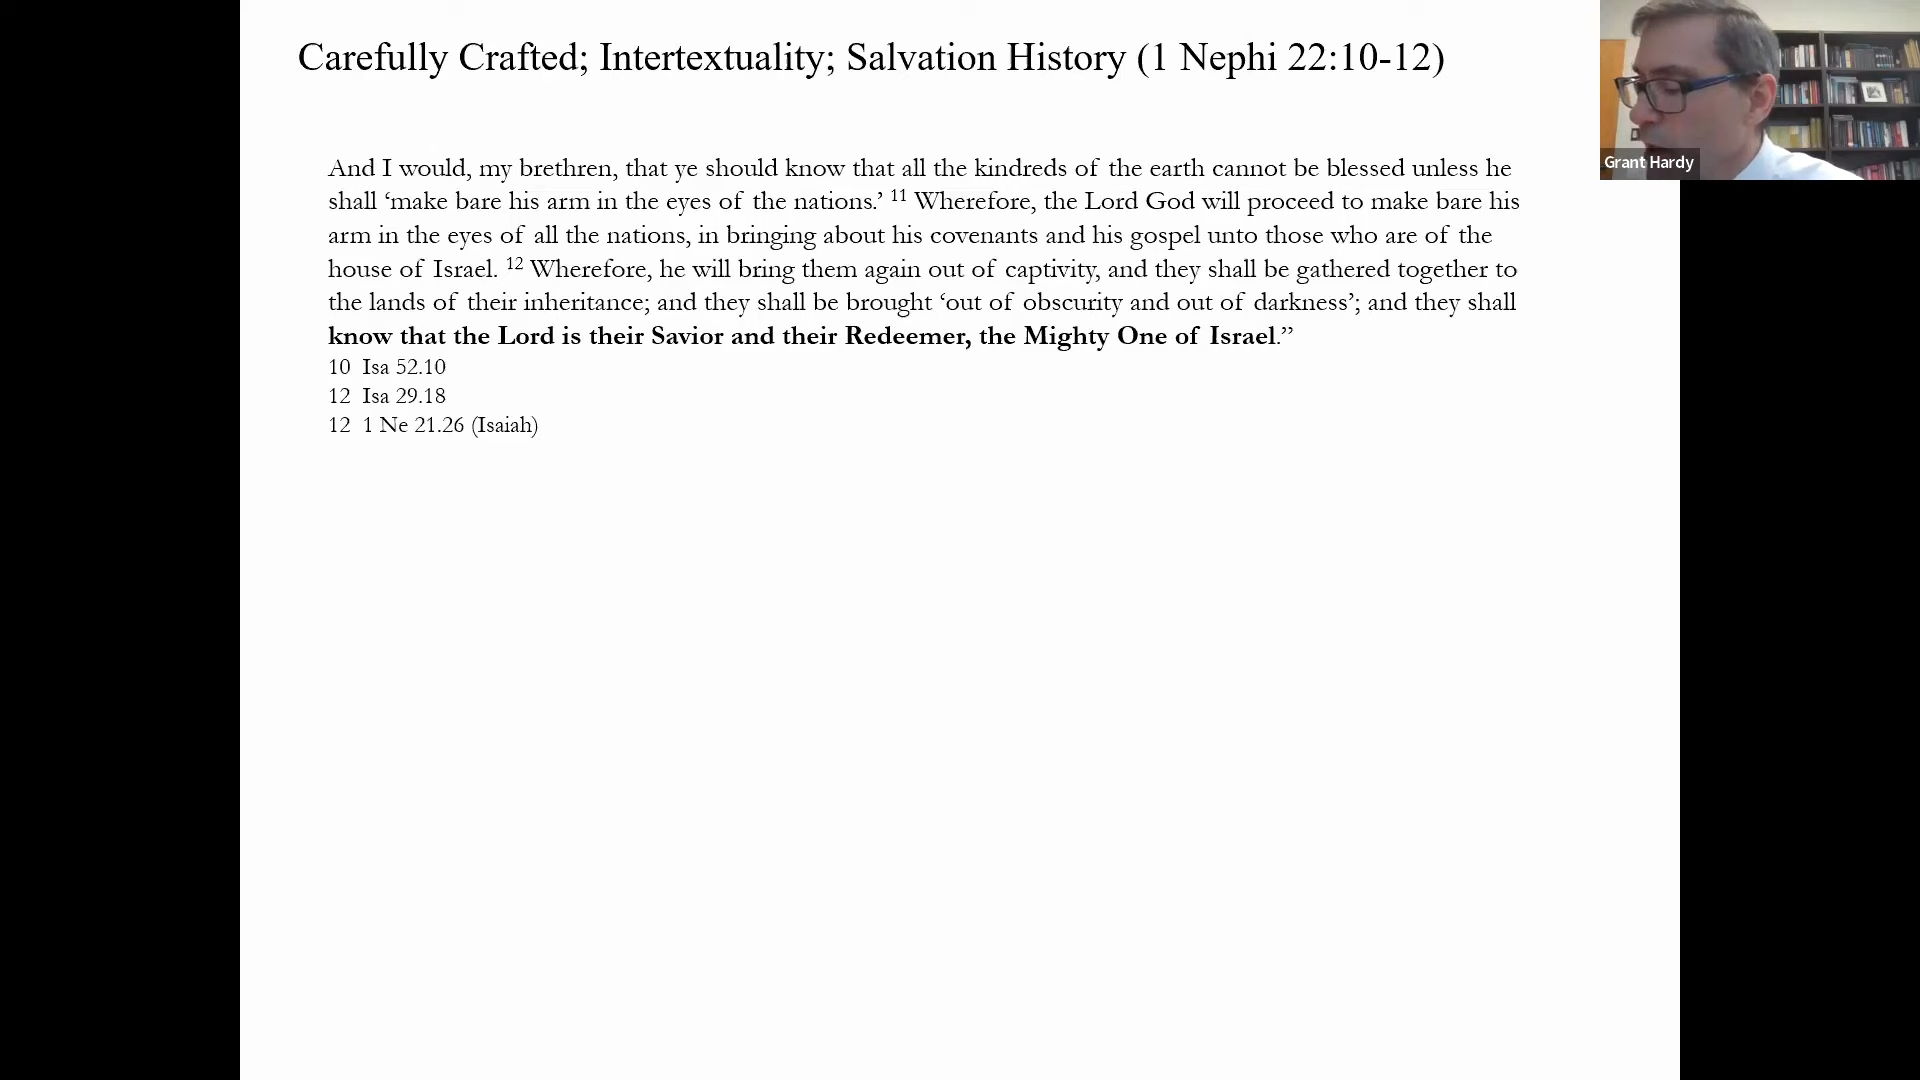 Carefully Crafted; Intertextuality; Salvation History (1 Nephi 22:10-12)
Grant Hardy
And I would, my brethren, that ye should know that all the kindreds of the earth cannot be blessed unless he
shall ‘make bare his arm in the eyes of the nations.’ 11 Wherefore, the Lord God will proceed to make bare his
arm in the eyes of all the nations, in bringing about his covenants and his gospel unto those who are of the
house of Israel. 12 Wherefore, he will bring them again out of captivity, and they shall be gathered together to
the lands of their inheritance; and they shall be brought ‘out of obscurity and out of darkness’; and they shall
know that the Lord is their Savior and their Redeemer, the Mighty One of Israel.”
10 Isa 52.10
12 Isa 29.18
12 1 Ne 21.26 (Isaiah)